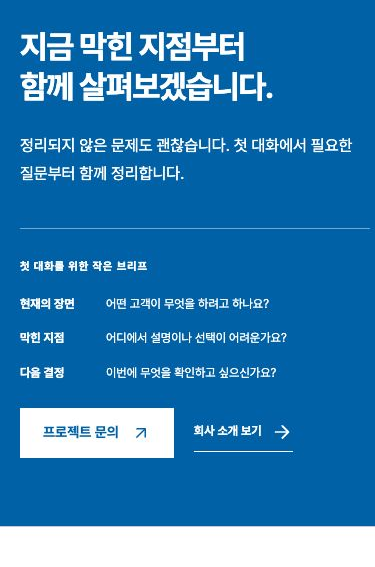 지금 막힌 지점부터
함께 살펴보겠습니다.
정리되지 않은 문제도 괜찮습니다. 첫 대화에서 필요한
질문부터 함께 정리합니다.
첫 대화를 위한 작은 브리프
현재의 장면 어떤 고객이 무엇을 하려고 하나요?
막힌 지점 어디에서 설명이나 선택이 어려운가요?
다음 결정 이번에 무엇을 확인하고 싶으신가요?
프로젝트 문의
회사 소개 보기